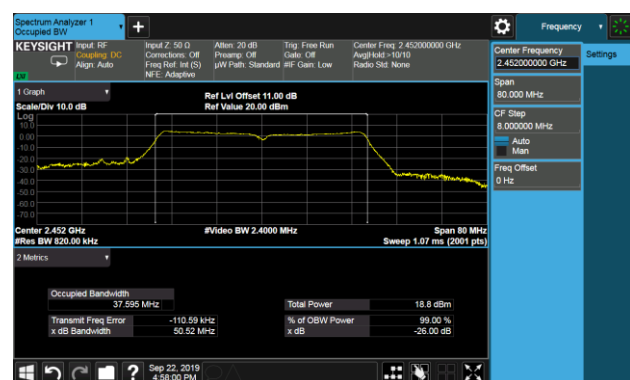 Spectrum Analyzer 1
Occupied BW
Frequency
KEYSIGHT
Input: RF
Coupling: DC
Align: Auto
Input Z: 50 Ω
Corrections: Off
Freq Ref: Int (S)
NFE: Adaptive
Atten: 20 dB
Preamp: Off
µW Path: Standard
Trig: Free Run
Gate: Off
#IF Gain: Low
Center Freq: 2.452000000 GHz
Avg|Hold:>10/10
Radio Std: None
LXI
Center Frequency
2.452000000 GHz
Settings
Span
80.000 MHz
CF Step
8.000000 MHz
Auto
Man
Freq Offset
0 Hz
1 Graph
Scale/Div 10.0 dB
Ref Lvl Offset 11.00 dB
Ref Value 20.00 dBm
Log
10.0
0.00
-10.0
-20.0
-30.0
-40.0
-50.0
-60.0
-70.0
Center 2.452 GHz
#Res BW 820.00 kHz
#Video BW 2.4000 MHz
Span 80 MHz
Sweep 1.07 ms (2001 pts)
2 Metrics
Occupied Bandwidth
37.595 MHz
Total Power 18.8 dBm
Transmit Freq Error -110.59 kHz
% of OBW Power 99.00 %
x dB Bandwidth 50.52 MHz
x dB -26.00 dB
?
Sep 22, 2019
4:58:00 PM